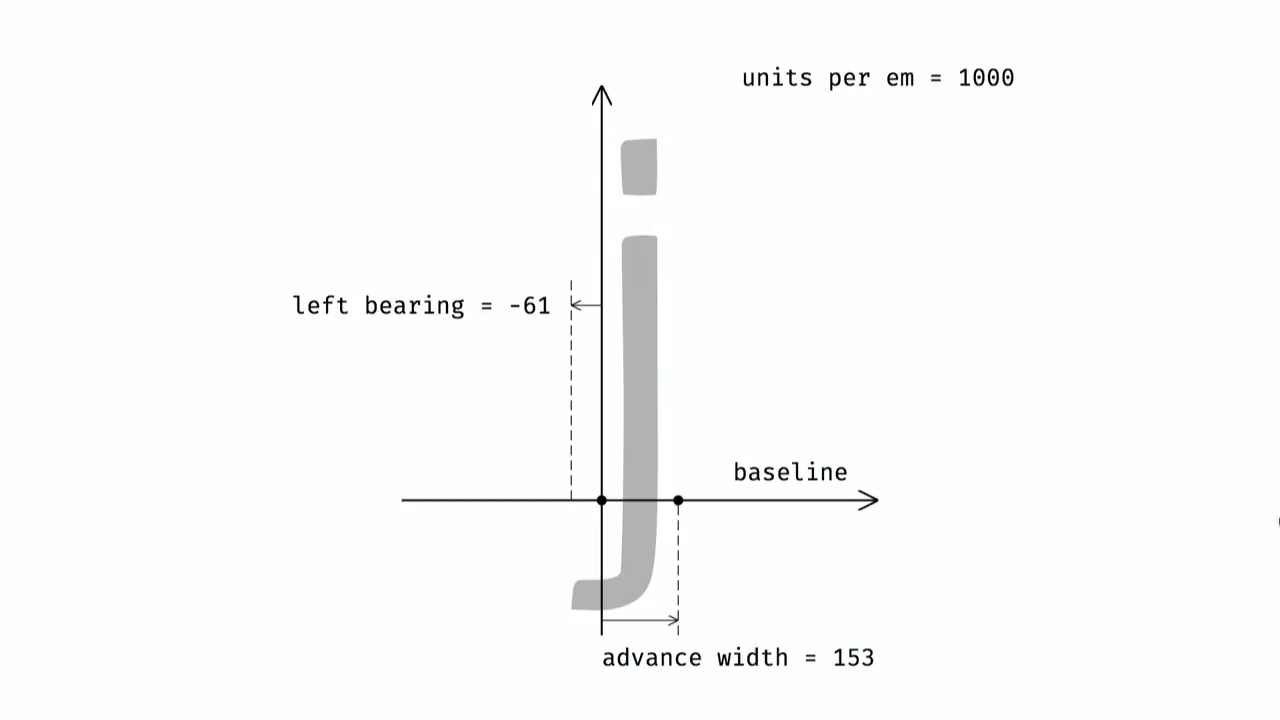 units per em = 1000
j
left bearing = -61
baseline
advance width = 153